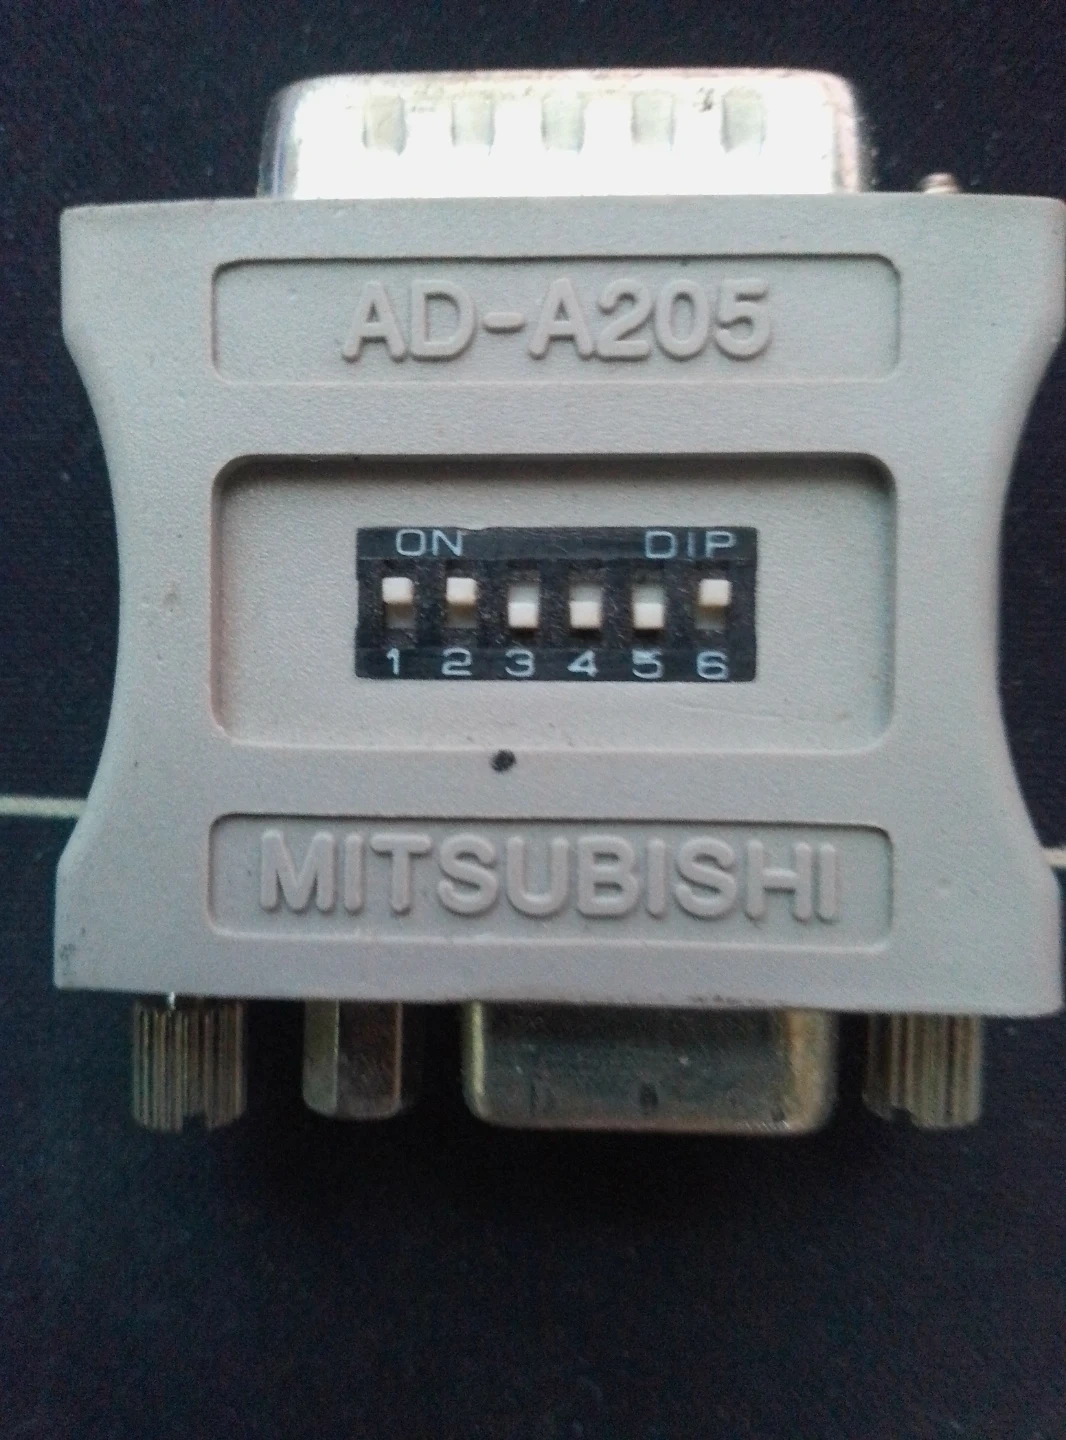 AD-A205
ON DIP
1 2 3 4 5 6
MITSUBISHI